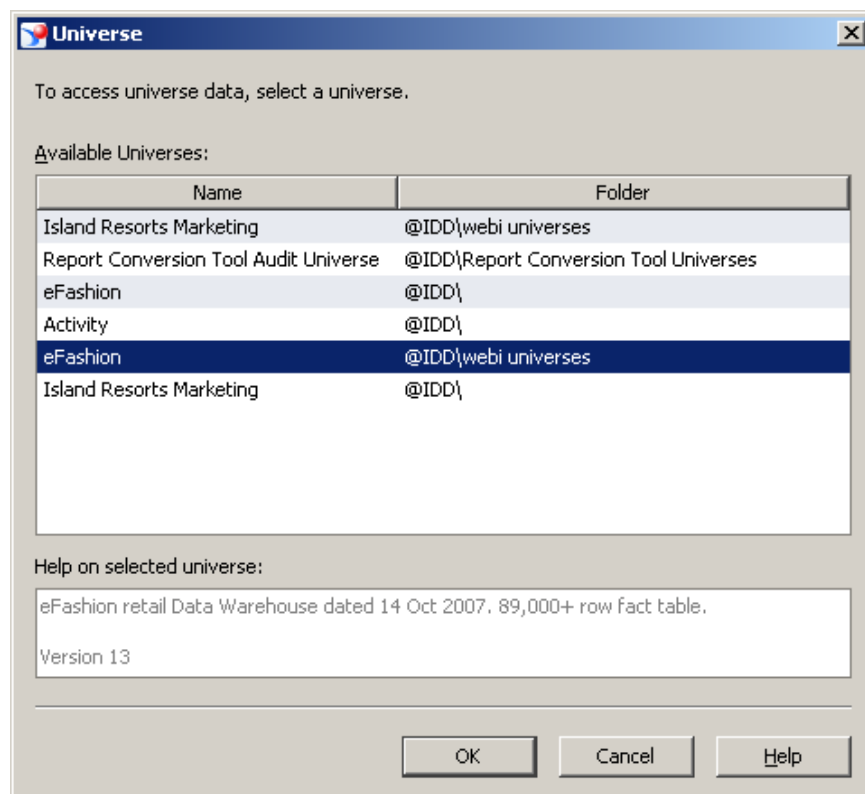 Universe
To access universe data, select a universe.
Available Universes:
Name Folder
Island Resorts Marketing @IDD\webi universes
Report Conversion Tool Audit Universe @IDD\Report Conversion Tool Universes
eFashion @IDD\
Activity @IDD\
eFashion @IDD\webi universes
Island Resorts Marketing @IDD\
Help on selected universe:
eFashion retail Data Warehouse dated 14 Oct 2007. 89,000+ row fact table.
Version 13
OK Cancel Help